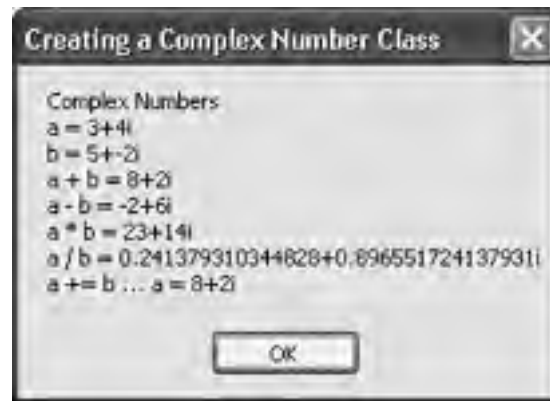 Creating a Complex Number Class
Complex Numbers
a = 3+4i
b = 5+-2i
a + b = 8+2i
a - b = -2+6i
a * b = 23+14i
a / b = 0.241379310344828+0.896551724137931i
a += b ... a = 8+2i
OK